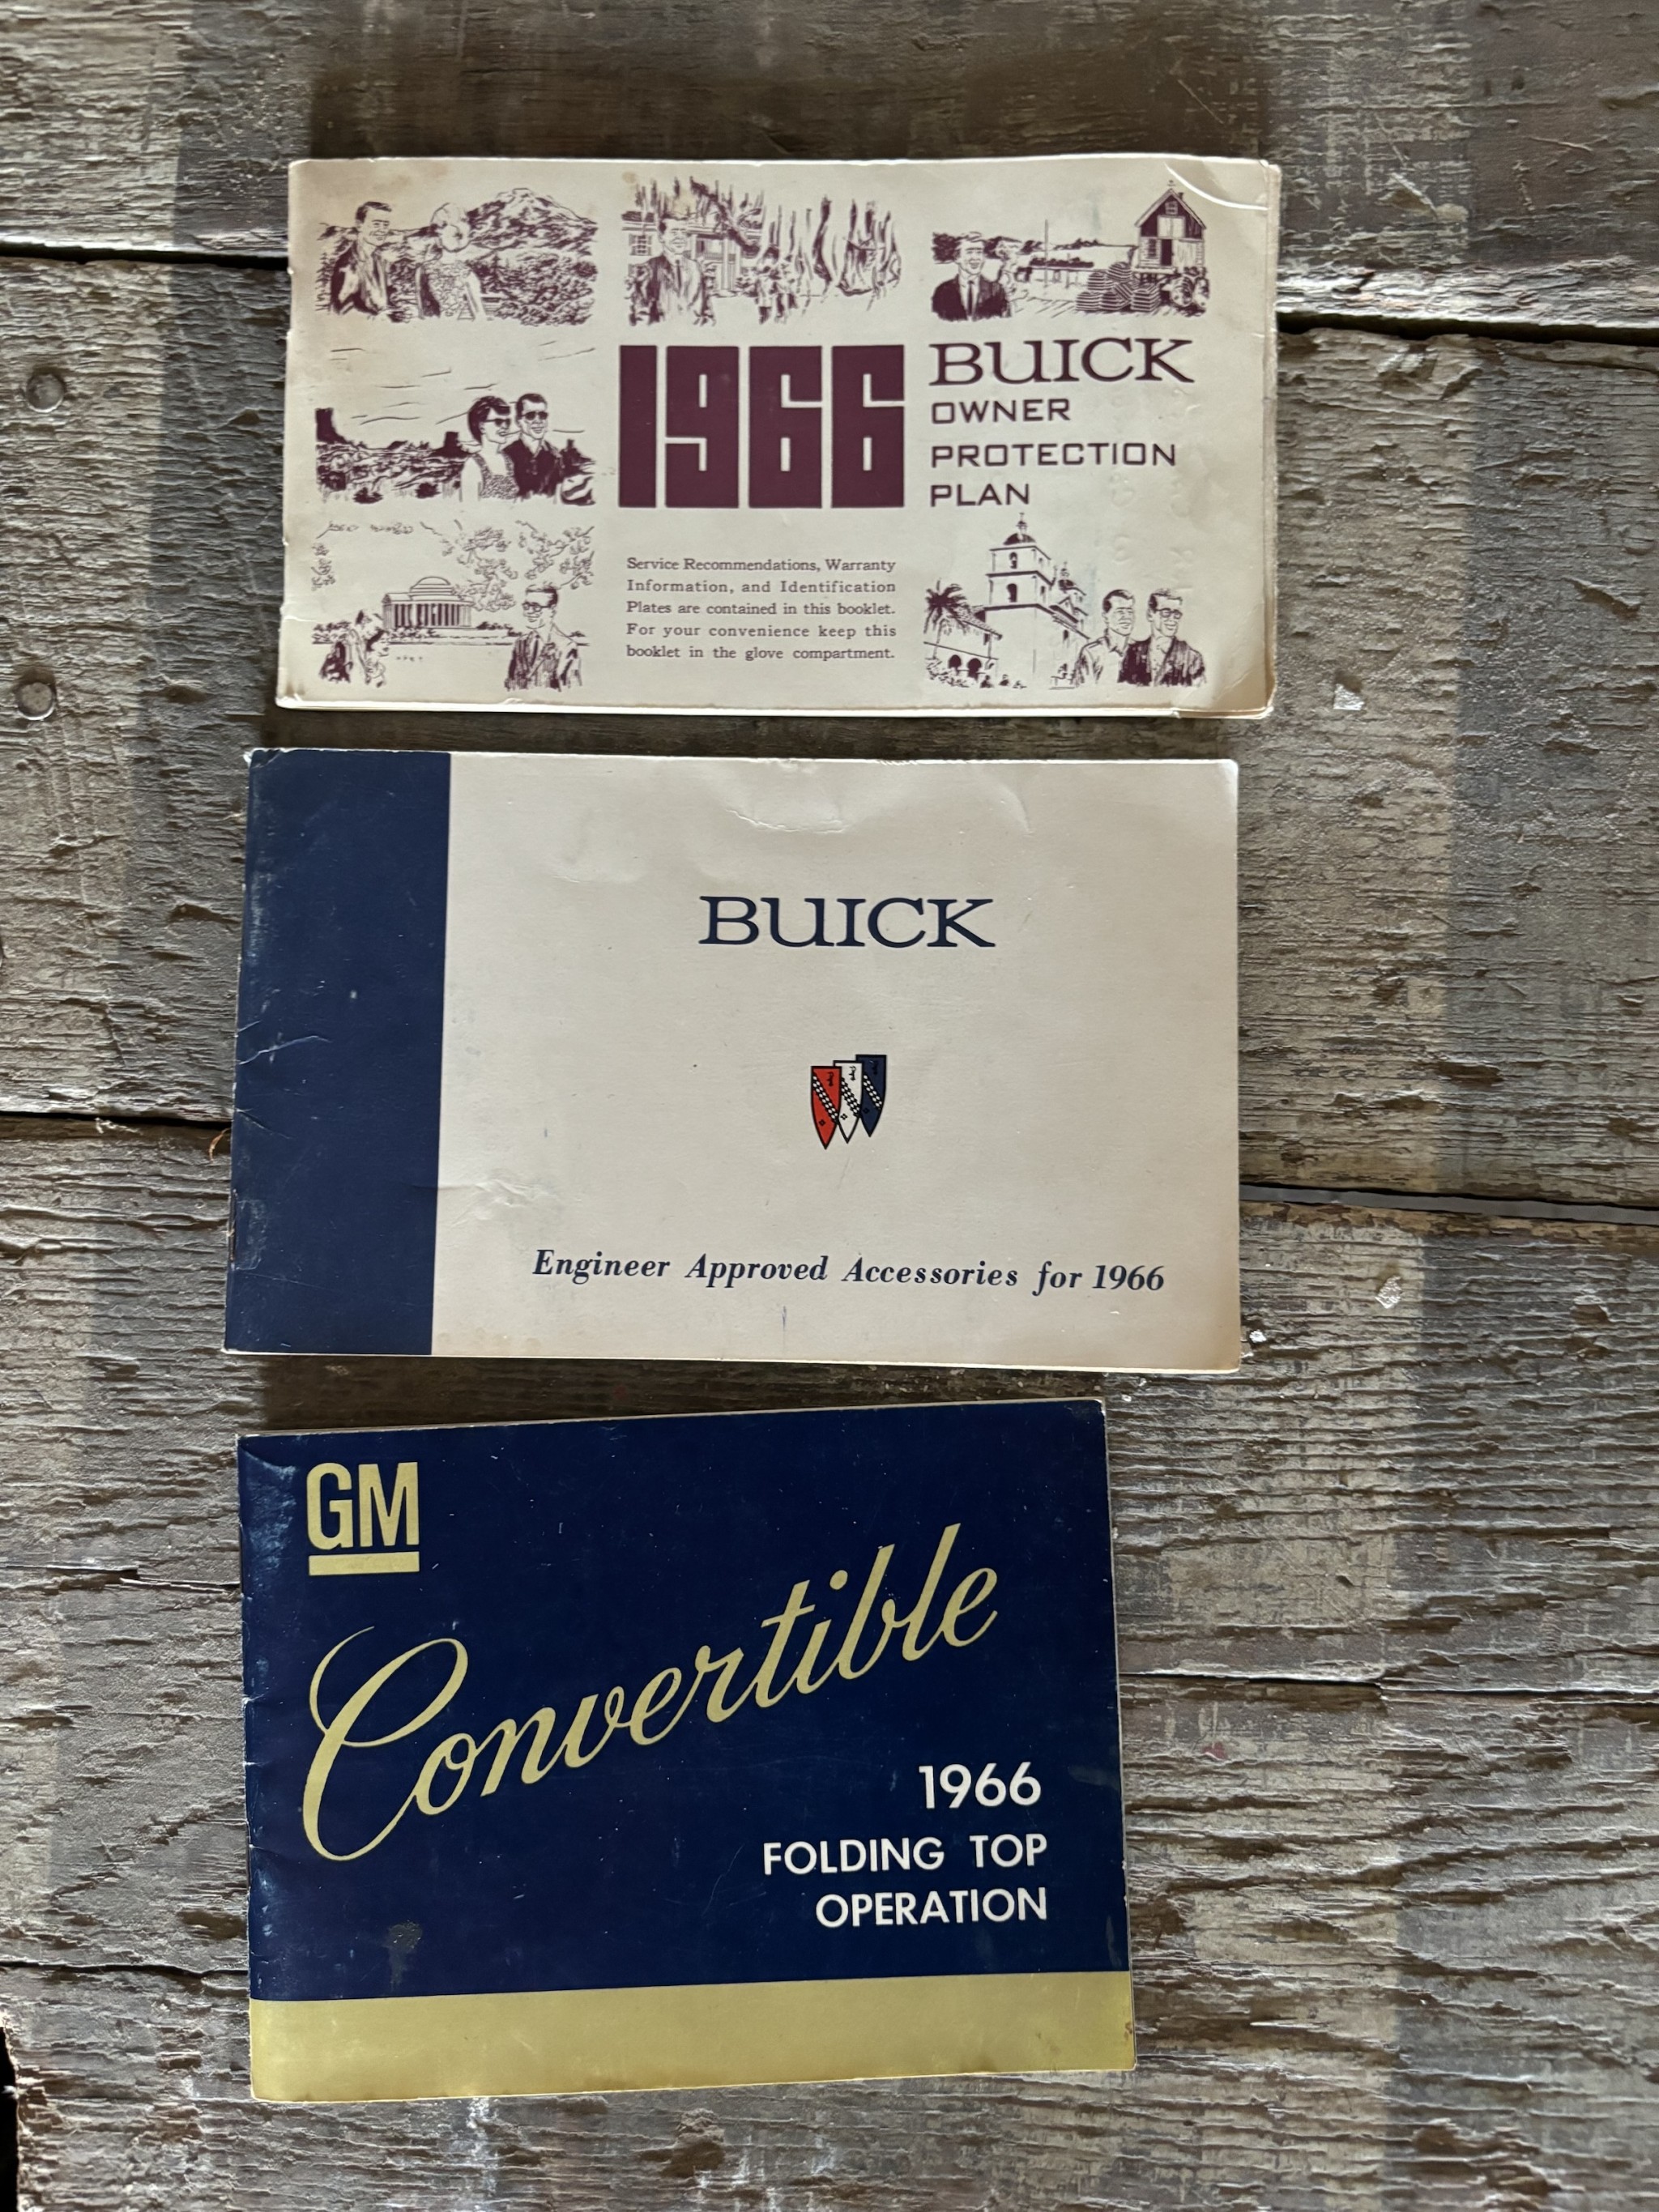 1966
BUICK
OWNER
PROTECTION
PLAN
Service Recommendations, Warranty
Information, and Identification
Plates are contained in this booklet.
For your convenience keep this
booklet in the glove compartment.
BUICK
Engineer Approved Accessories for 1966
GM
Convertible
1966
FOLDING TOP
OPERATION